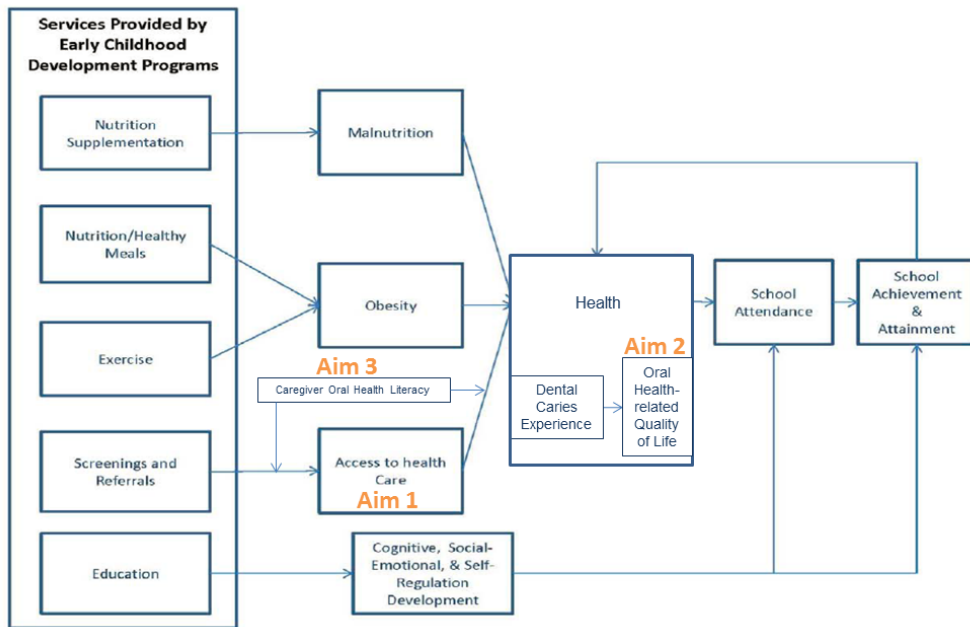 Services Provided by
Early Childhood
Development Programs
Nutrition
Supplementation
Malnutrition
Nutrition/Healthy
Meals
Obesity
Exercise
Aim 3
Caregiver Oral Health Literacy
Screenings and
Referrals
Access to health
Care
Aim 1
Education
Cognitive, Social-
Emotional, & Self-
Regulation
Development
Health
Aim 2
Dental
Caries
Experience
Oral
Health-
related
Quality
of Life
School
Attendance
School
Achievement
&
Attainment